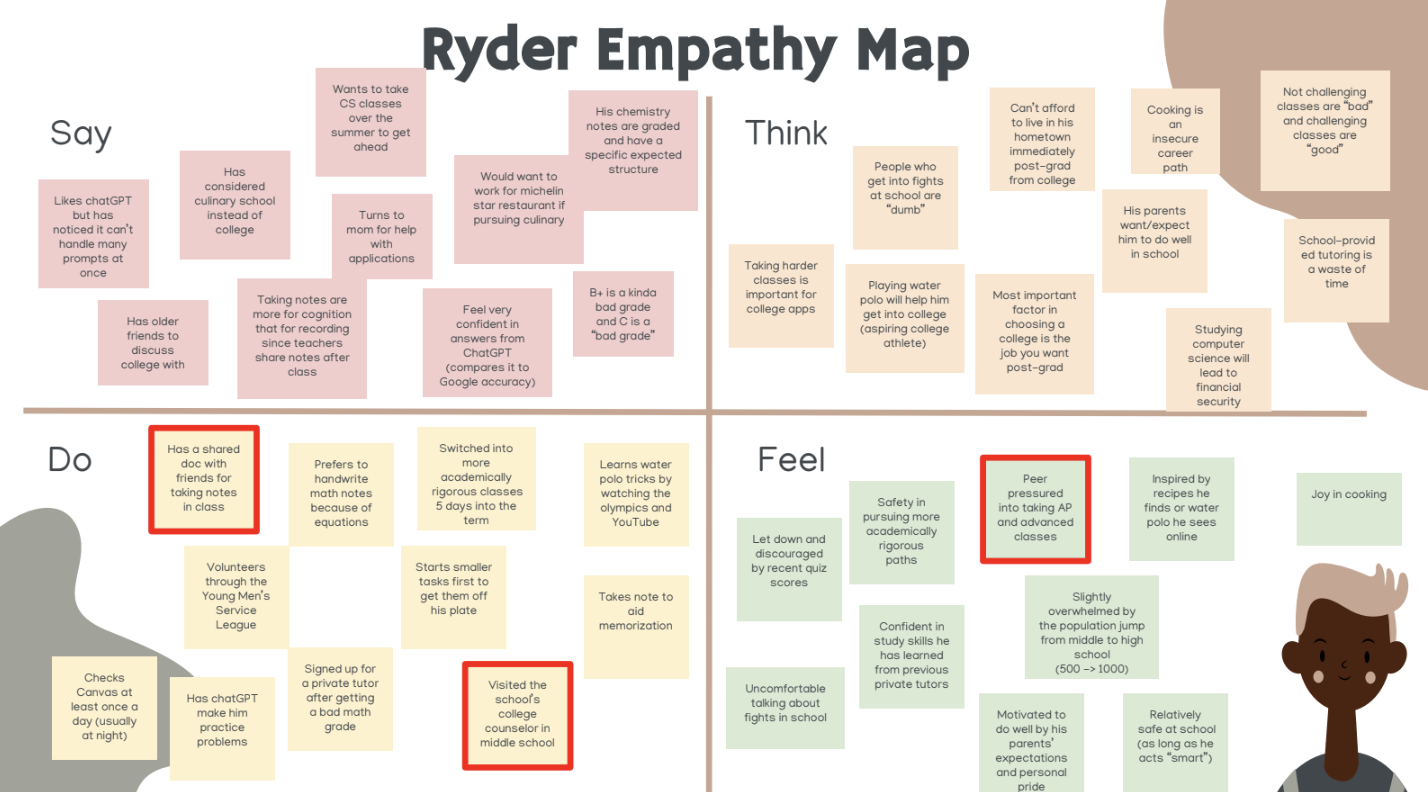 Ryder Empathy Map
Say
Wants to take
CS classes
over the
summer to get
ahead
His chemistry
notes are graded
and have a
specific expected
structure
Has
considered
culinary school
instead of
college
Would want to
work for michelin
star restaurant if
pursuing culinary
Likes chatGPT
but has
noticed it can't
handle many
prompts at
once
Turns to
mom for help
with
applications
Has older
friends to
discuss
college with
Taking notes are
more for cognition
that for recording
since teachers
share notes after
class
Feel very
confident in
answers from
ChatGPT
(compares it to
Google accuracy)
B+ is a kinda
bad grade
and C is a
“bad grade”
Think
Can't afford
to live in his
hometown
immediately
post-grad
from college
Cooking is
an
insecure
career
path
Not challenging
classes are “bad”
and challenging
classes are
“good”
People who
get into fights
at school are
“dumb”
His parents
want/expect
him to do well
in school
School-provid
ed tutoring is
a waste of
time
Taking harder
classes is
important for
college apps
Playing water
polo will help him
get into college
(aspiring college
athlete)
Most important
factor in
choosing a
college is the
job you want
post-grad
Studying
computer
science will
lead to
financial
security
Do
Has a shared
doc with
friends for
taking notes
in class
Prefers to
handwrite
math notes
because of
equations
Switched into
more
academically
rigorous classes
5 days into the
term
Learns water
polo tricks by
watching the
olympics and
YouTube
Volunteers
through the
Young Men's
Service
League
Starts smaller
tasks first to
get them off
his plate
Takes note to
aid
memorization
Checks
Canvas at
least once a
day (usually
at night)
Has chatGPT
make him
practice
problems
Signed up for
a private tutor
after getting
a bad math
grade
Visited the
school's
college
counselor in
middle school
Feel
Let down and
discouraged
by recent quiz
scores
Safety in
pursuing more
academically
rigorous
paths
Peer
pressured
into taking AP
and advanced
classes
Inspired by
recipes he
finds or water
polo he sees
online
Joy in cooking
Uncomfortable
talking about
fights in school
Confident in
study skills he
has learned
from previous
private tutors
Slightly
overwhelmed by
the population jump
from middle to high
school
(500 -> 1000)
Motivated to
do well by his
parents'
expectations
and personal
pride
Relatively
safe at school
(as long as he
acts “smart”)